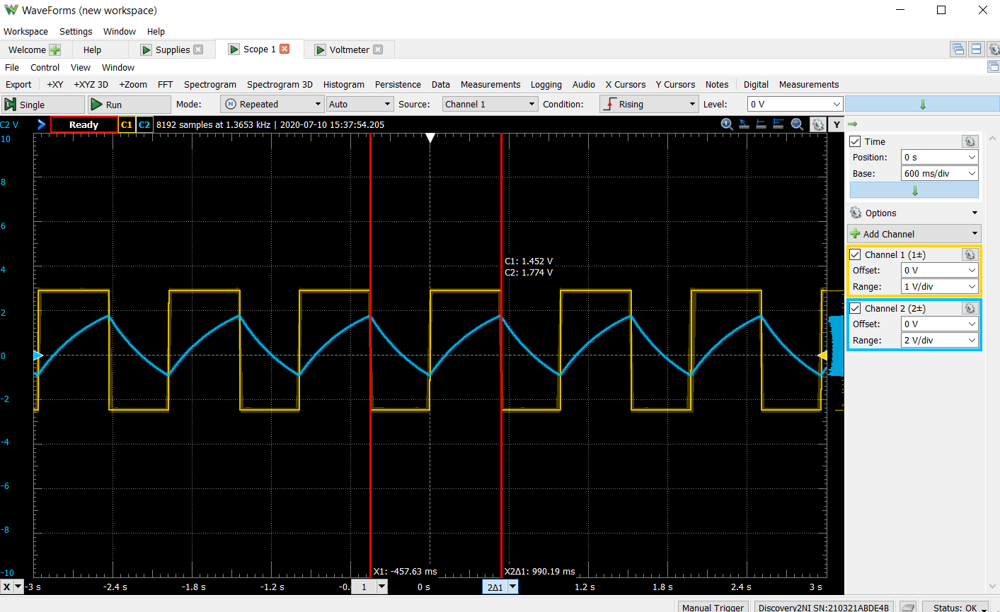 WaveForms (new workspace)
Workspace Settings Window Help
Welcome Help Supplies Scope 1 Voltmeter
File Control View Window
Export +XY +XYZ 3D +Zoom FFT Spectrogram Spectrogram 3D Histogram Persistence Data Measurements Logging Audio X Cursors Y Cursors Notes Digital Measurements
Single Run Mode: Repeated Auto Source: Channel 1 Condition: Rising Level: 0 V
C2 V Ready C1 C2 8192 samples at 1.3653 kHz | 2020-07-10 15:37:54.205 Y
10
8
6
4
2
0
-2
-4
-6
-8
-10
C1: 1.452 V
C2: 1.774 V
X1: -457.63 ms X2Δ1: 990.19 ms
X -3 s -2.4 s -1.8 s -1.2 s -0. 1 0 s 2Δ1 1.2 s 1.8 s 2.4 s 3 s
Time
Position: 0 s
Base: 600 ms/div
Options
Add Channel
Channel 1 (1±)
Offset: 0 V
Range: 1 V/div
Channel 2 (2±)
Offset: 0 V
Range: 2 V/div
Manual Trigger Discovery2NI SN:210321ABDE4B Status: OK